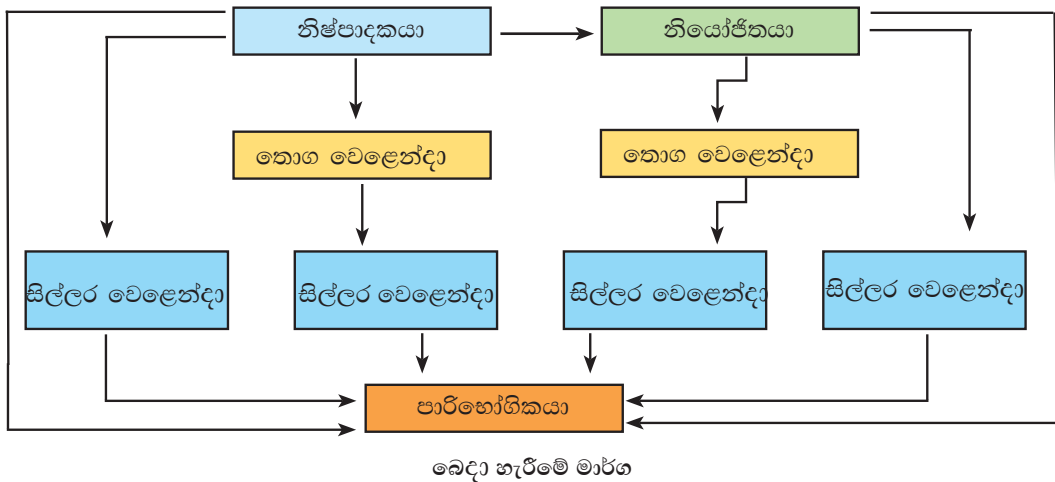 නිෂ්පාදකයා
නියෝජිතයා
තොග වෙළෙන්දා
තොග වෙළෙන්දා
සිල්ලර වෙළෙන්දා
සිල්ලර වෙළෙන්දා
සිල්ලර වෙළෙන්දා
සිල්ලර වෙළෙන්දා
පාරිභෝගිකයා
බෙදා හැරීමේ මාර්ග